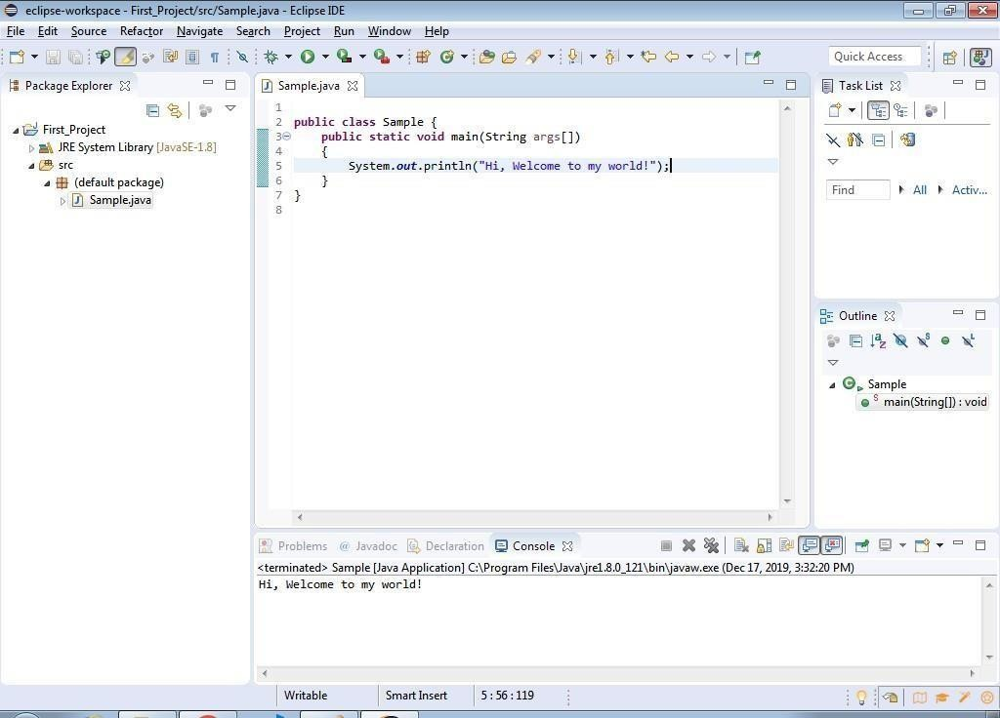 eclipse-workspace - First_Project/src/Sample.java - Eclipse IDE
File Edit Source Refactor Navigate Search Project Run Window Help
Quick Access
Package Explorer
First_Project
JRE System Library [JavaSE-1.8]
src
(default package)
Sample.java
Sample.java
1
2 public class Sample {
3 public static void main(String args[])
4 {
5 System.out.println("Hi, Welcome to my world!");
6 }
7 }
8
Task List
Find All Activ...
Outline
Sample
main(String[]) : void
Problems Javadoc Declaration Console
<terminated> Sample [Java Application] C:\Program Files\Java\jre1.8.0_121\bin\javaw.exe (Dec 17, 2019, 3:32:20 PM)
Hi, Welcome to my world!
Writable Smart Insert 5 : 56 : 119